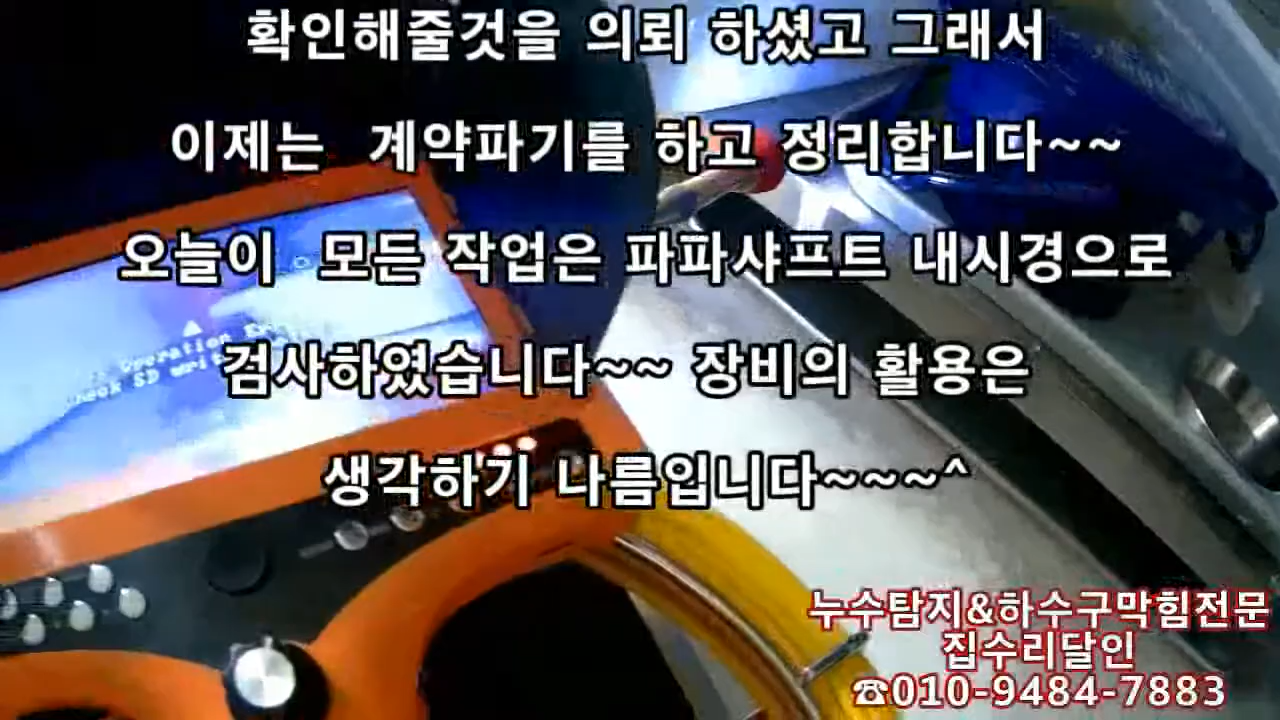 확인해줄것을 의뢰 하셨고 그래서
이제는 계약파기를 하고 정리합니다~~
오늘이 모든 작업은 파파샤프트 내시경으로
검사하였습니다~~ 장비의 활용은
생각하기 나름입니다~~~^
Operation
SD
누수탐지&하수구막힘전문
집수리달인
☎010-9484-7883